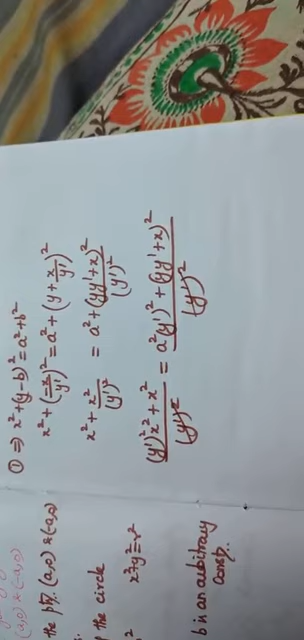 ① ⇒ x²+(y-b)²=a²+b²
x²+(-x/y')²=a²+(y+x/y')²
x²+x²/(y')² = a²+(yy'+x)²/(y')²
(y')²x²+x²/(y')² = a²(y')²+(yy'+x)²/(y')²
the pts. (a,0) & (-a,0)
the circle
x²+y²=r²
is an arbitrary
const.